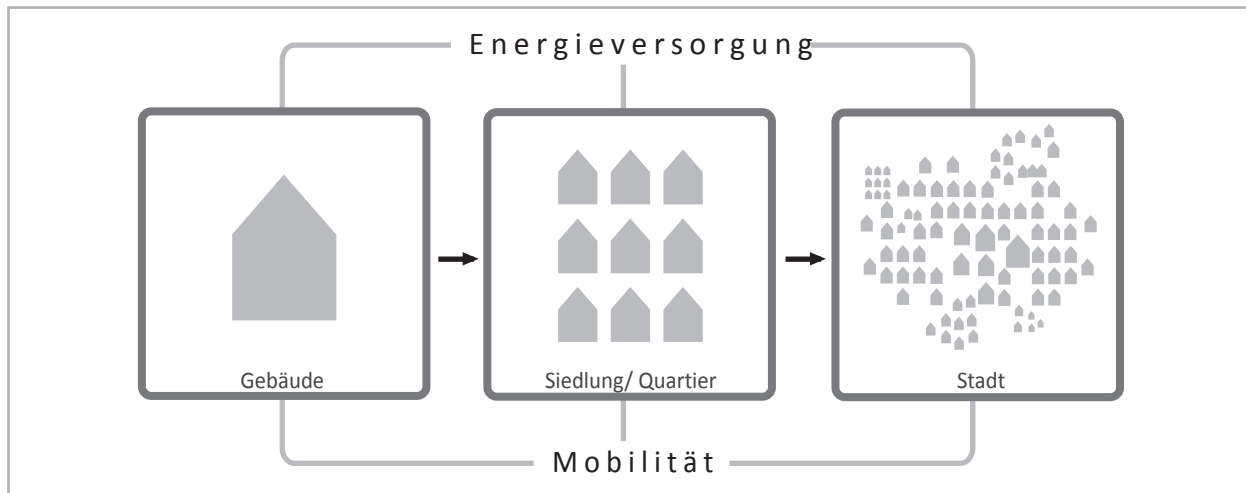 Energieversorgung
Gebäude
Siedlung/ Quartier
Stadt
Mobilität